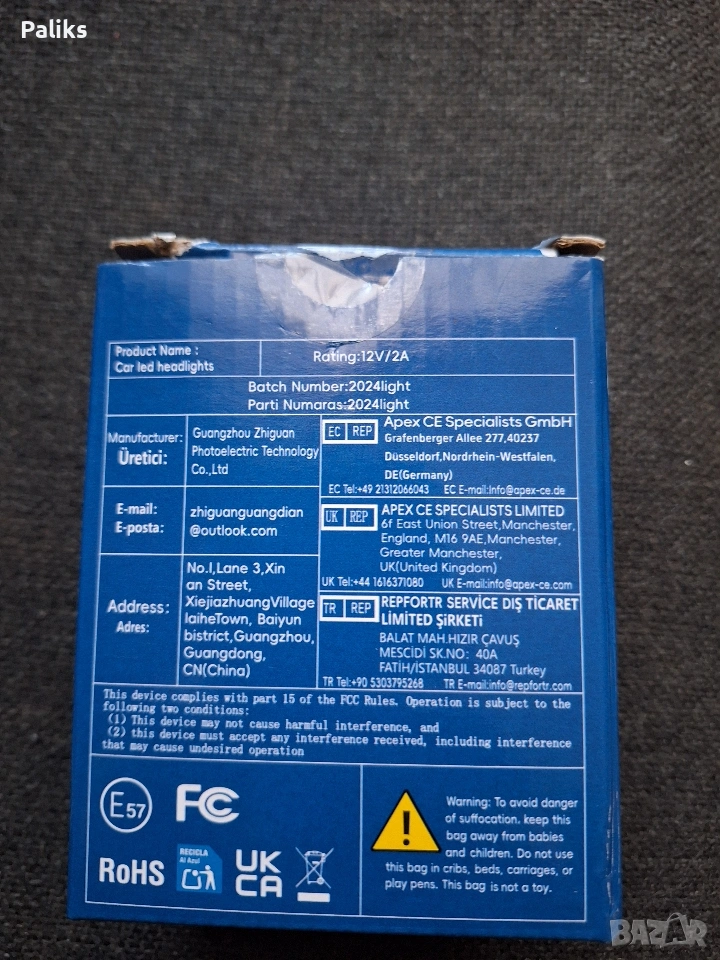 Paliks
Product Name :
Car led headlights
Rating:12V/2A
Batch Number:2024light
Parti Numaras:2024light
Manufacturer:
Üretici:
Guangzhou Zhiguan
Photoelectric Technology
Co.,Ltd
EC REP
Apex CE Specialists GmbH
Grafenberger Allee 277,40237
Düsseldorf,Nordrhein-Westfalen,
DE(Germany)
EC Tel:+49 21312066043 EC E-mail:Info@apex-ce.de
E-mail:
E-posta:
zhiguanguangdian
@outlook.com
UK REP
APEX CE SPECIALISTS LIMITED
6f East Union Street,Manchester,
England, M16 9AE,Manchester,
Greater Manchester,
UK(United Kingdom)
UK Tel:+44 1616371080 UK E-mail:info@apex-ce.com
Address:
Adres:
No.I,Lane 3,Xin
an Street,
XiejiazhuangVillage
laiheTown, Baiyun
bistrict,Guangzhou,
Guangdong,
CN(China)
TR REP
REPFORTR SERVİCE DIŞ TİCARET
LİMİTED ŞİRKETİ
BALAT MAH.HIZIR ÇAVUŞ
MESCİDİ SK.NO: 40A
FATİH/İSTANBUL 34087 Turkey
TR Tel:+90 5303795268 TR E-mail:info@repfortr.com
This device complies with part 15 of the FCC Rules. Operation is subject to the
following two conditions:
(1) This device may not cause harmful interference, and
(2) this device must accept any interference received, including interference
that may cause undesired operation
E57
FC
RoHS
RECICLA
Al Azul
UK
CA
Warning: To avoid danger
of suffocation, keep this
bag away from babies
and children. Do not use
this bag in cribs, beds, carriages, or
play pens. This bag is not a toy.
BAZAR